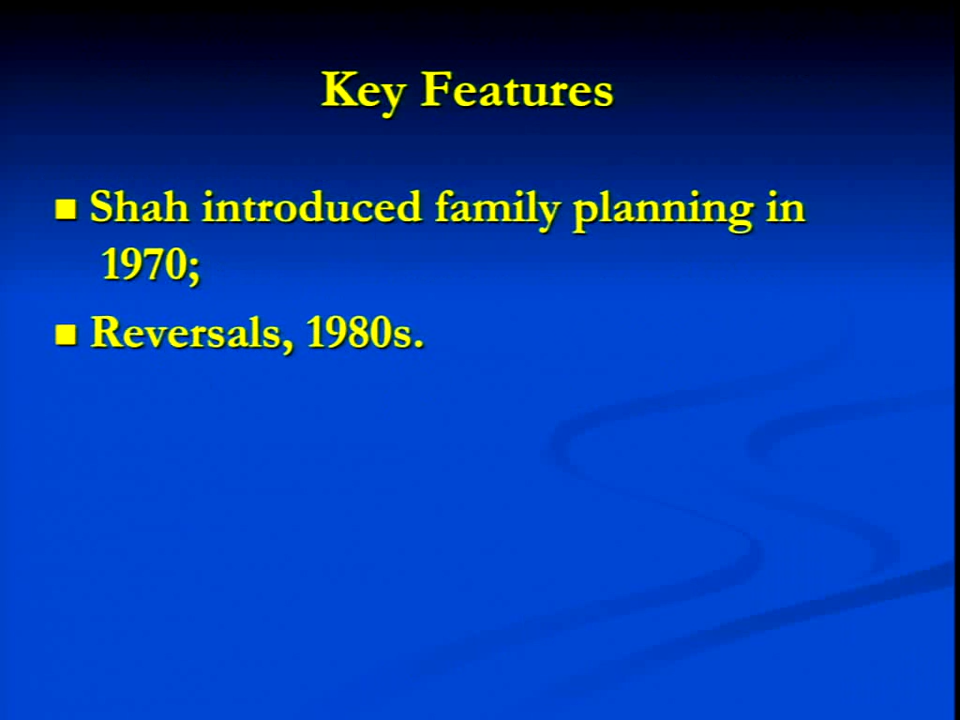 Key Features
Shah introduced family planning in
1970;
Reversals, 1980s.